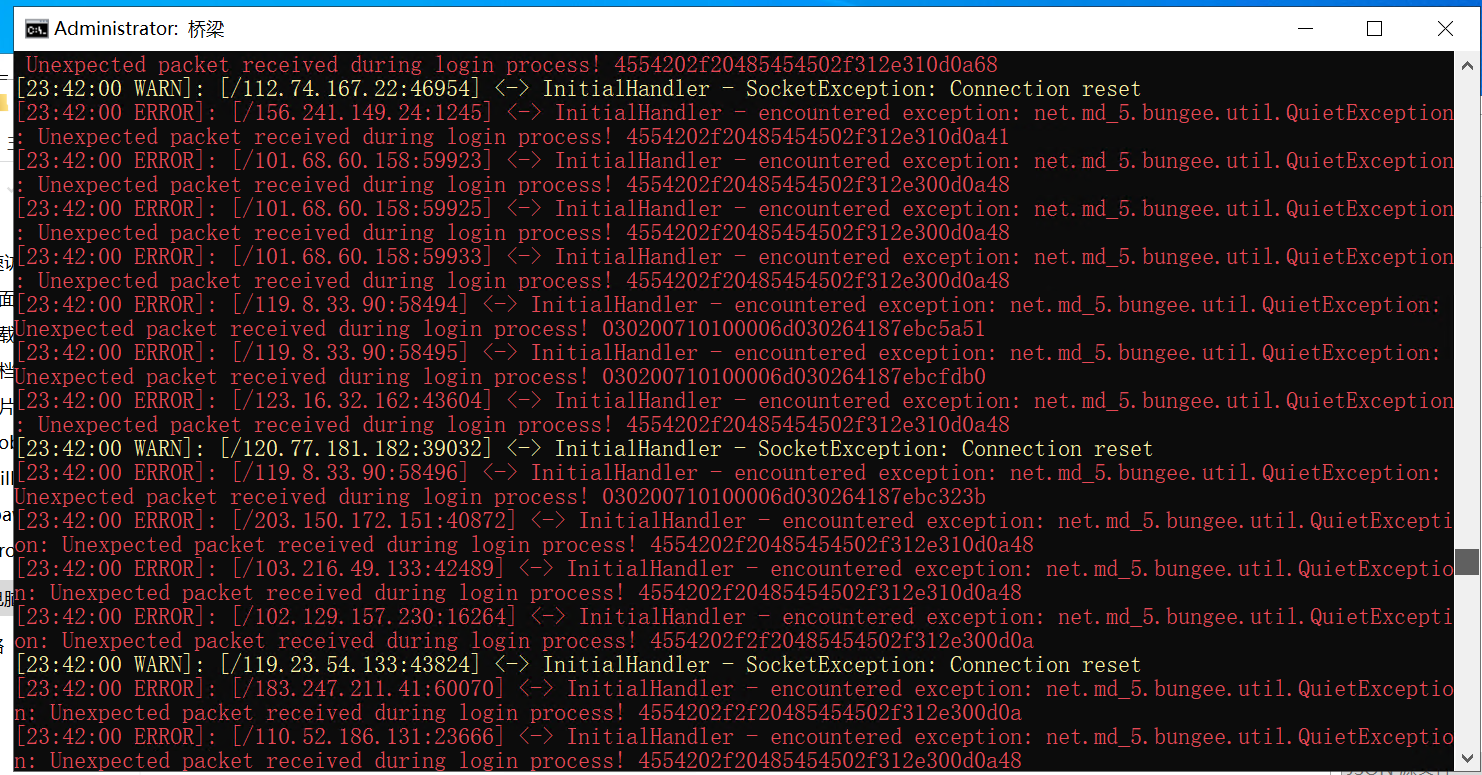 Administrator: 桥梁
Unexpected packet received during login process! 4554202f20485454502f312e310d0a68
[23:42:00 WARN]: [/112.74.167.22:46954] <-> InitialHandler - SocketException: Connection reset
[23:42:00 ERROR]: [/156.241.149.24:1245] <-> InitialHandler - encountered exception: net.md_5.bungee.util.QuietException
: Unexpected packet received during login process! 4554202f20485454502f312e310d0a41
[23:42:00 ERROR]: [/101.68.60.158:59923] <-> InitialHandler - encountered exception: net.md_5.bungee.util.QuietException
: Unexpected packet received during login process! 4554202f20485454502f312e300d0a48
[23:42:00 ERROR]: [/101.68.60.158:59925] <-> InitialHandler - encountered exception: net.md_5.bungee.util.QuietException
: Unexpected packet received during login process! 4554202f20485454502f312e300d0a48
[23:42:00 ERROR]: [/101.68.60.158:59933] <-> InitialHandler - encountered exception: net.md_5.bungee.util.QuietException
: Unexpected packet received during login process! 4554202f20485454502f312e300d0a48
[23:42:00 ERROR]: [/119.8.33.90:58494] <-> InitialHandler - encountered exception: net.md_5.bungee.util.QuietException:
Unexpected packet received during login process! 030200710100006d030264187ebc5a51
[23:42:00 ERROR]: [/119.8.33.90:58495] <-> InitialHandler - encountered exception: net.md_5.bungee.util.QuietException:
Unexpected packet received during login process! 030200710100006d030264187ebcfdb0
[23:42:00 ERROR]: [/123.16.32.162:43604] <-> InitialHandler - encountered exception: net.md_5.bungee.util.QuietException
: Unexpected packet received during login process! 4554202f20485454502f312e300d0a48
[23:42:00 WARN]: [/120.77.181.182:39032] <-> InitialHandler - SocketException: Connection reset
[23:42:00 ERROR]: [/119.8.33.90:58496] <-> InitialHandler - encountered exception: net.md_5.bungee.util.QuietException:
Unexpected packet received during login process! 030200710100006d030264187ebc323b
[23:42:00 ERROR]: [/203.150.172.151:40872] <-> InitialHandler - encountered exception: net.md_5.bungee.util.QuietExcepti
on: Unexpected packet received during login process! 4554202f20485454502f312e310d0a48
[23:42:00 ERROR]: [/103.216.49.133:42489] <-> InitialHandler - encountered exception: net.md_5.bungee.util.QuietExceptio
n: Unexpected packet received during login process! 4554202f20485454502f312e310d0a48
[23:42:00 ERROR]: [/102.129.157.230:16264] <-> InitialHandler - encountered exception: net.md_5.bungee.util.QuietExcepti
on: Unexpected packet received during login process! 4554202f2f20485454502f312e300d0a
[23:42:00 WARN]: [/119.23.54.133:43824] <-> InitialHandler - SocketException: Connection reset
[23:42:00 ERROR]: [/183.247.211.41:60070] <-> InitialHandler - encountered exception: net.md_5.bungee.util.QuietExceptio
n: Unexpected packet received during login process! 4554202f2f20485454502f312e300d0a
[23:42:00 ERROR]: [/110.52.186.131:23666] <-> InitialHandler - encountered exception: net.md_5.bungee.util.QuietExceptio
n: Unexpected packet received during login process! 4554202f20485454502f312e300d0a48